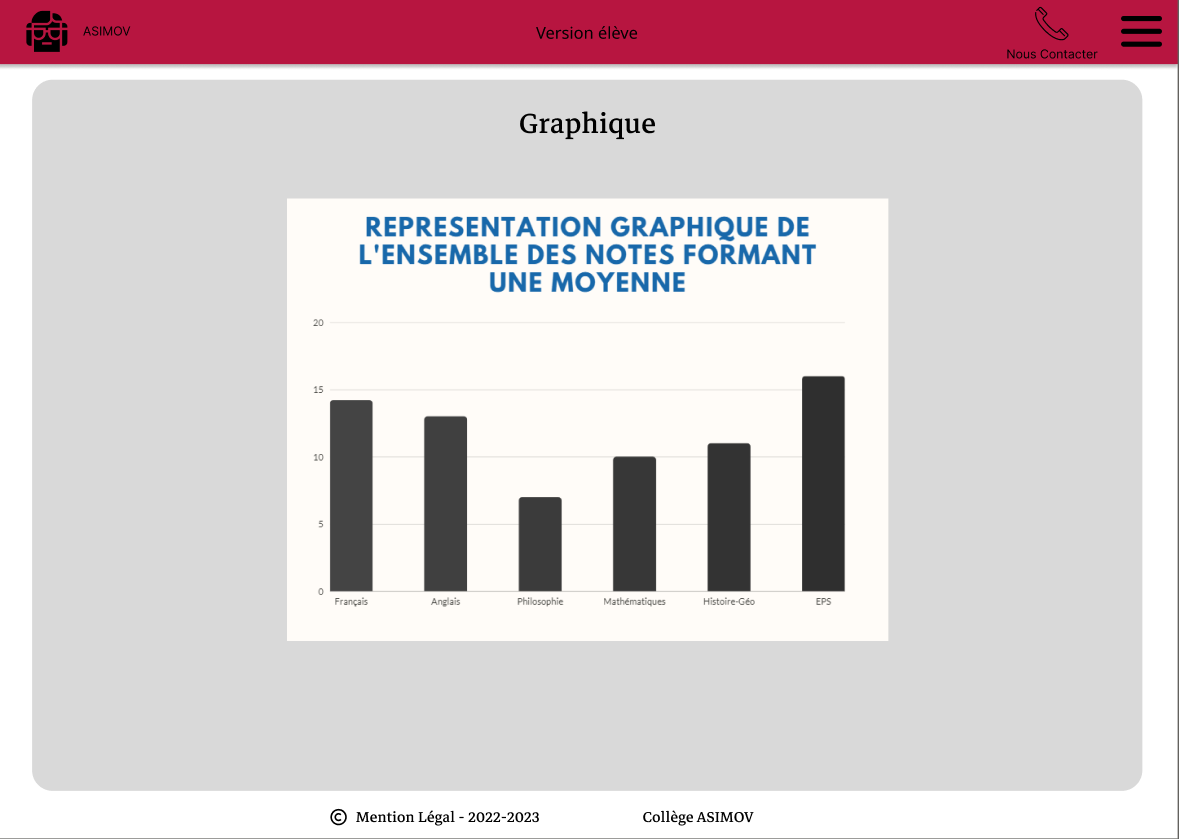 ASIMOV
Version élève
Nous Contacter
Graphique
REPRESENTATION GRAPHIQUE DE
L'ENSEMBLE DES NOTES FORMANT
UNE MOYENNE
20
15
10
5
0
Français Anglais Philosophie Mathématiques Histoire-Géo EPS
© Mention Légal - 2022-2023 Collège ASIMOV